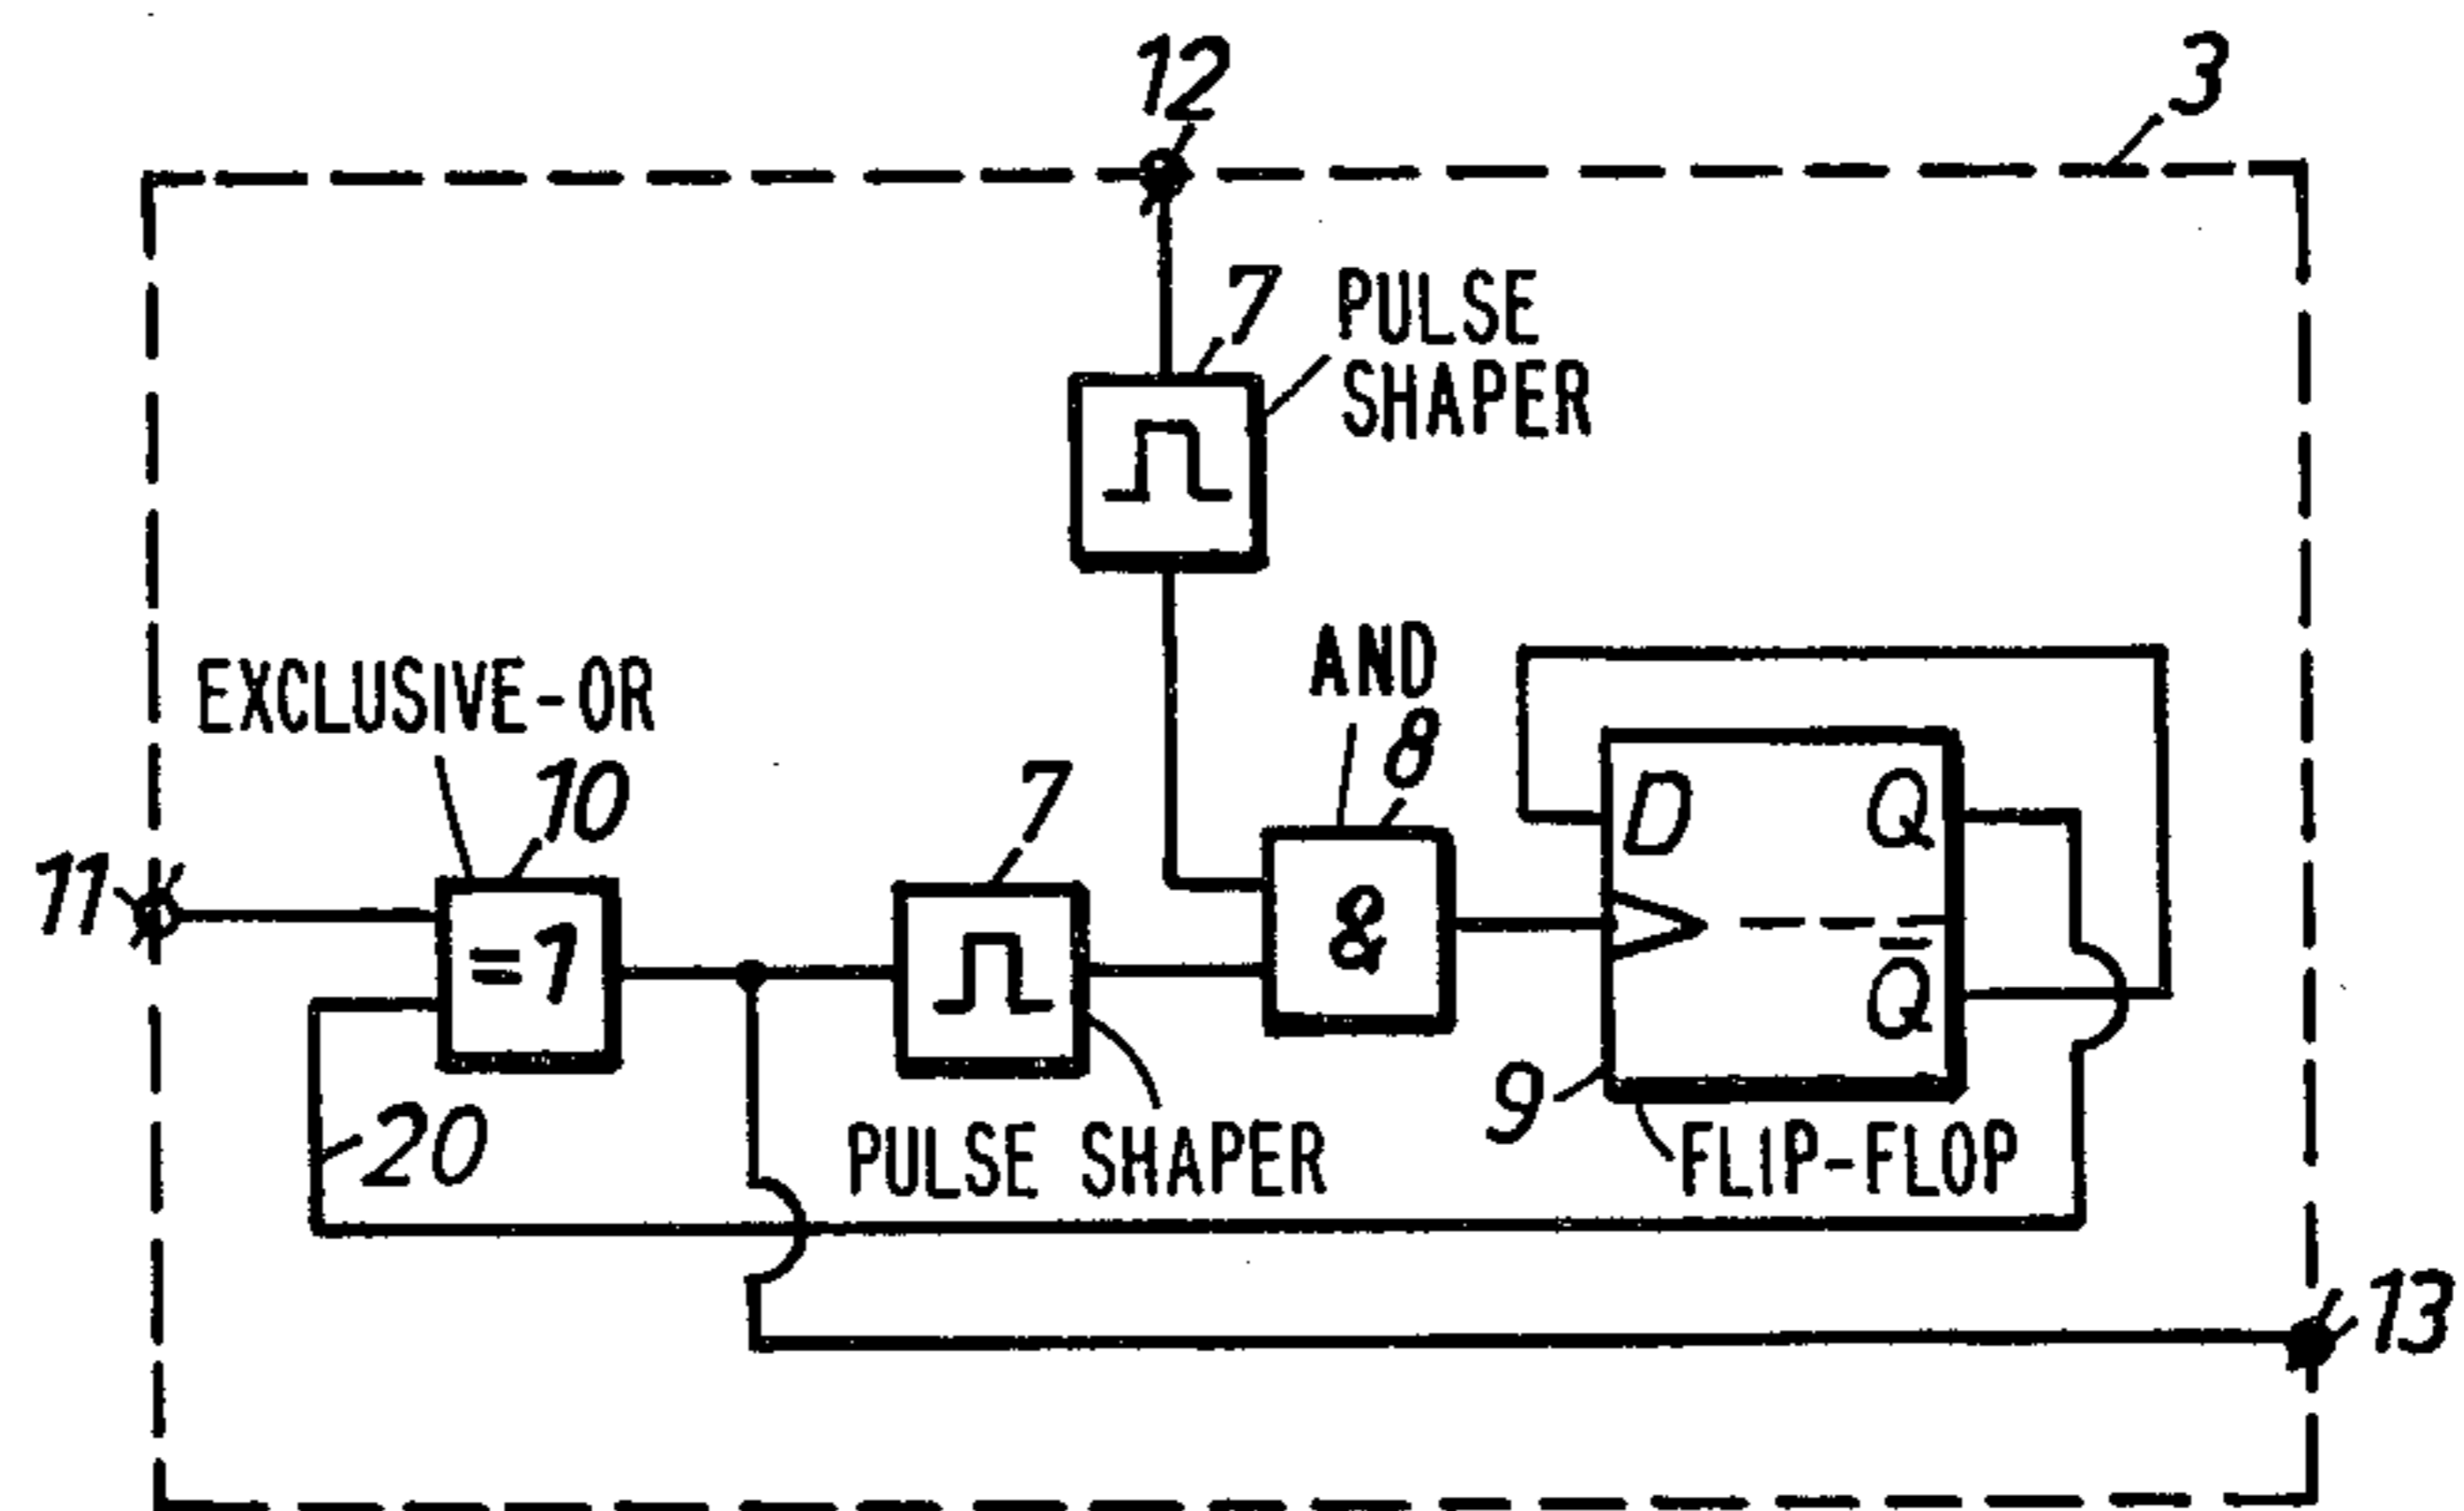 12
3
7
PULSE
SHAPER
AND
8
EXCLUSIVE-OR
10
7
D
Q
11
=1
&
Q̅
20
9
PULSE SHAPER
FLIP-FLOP
13